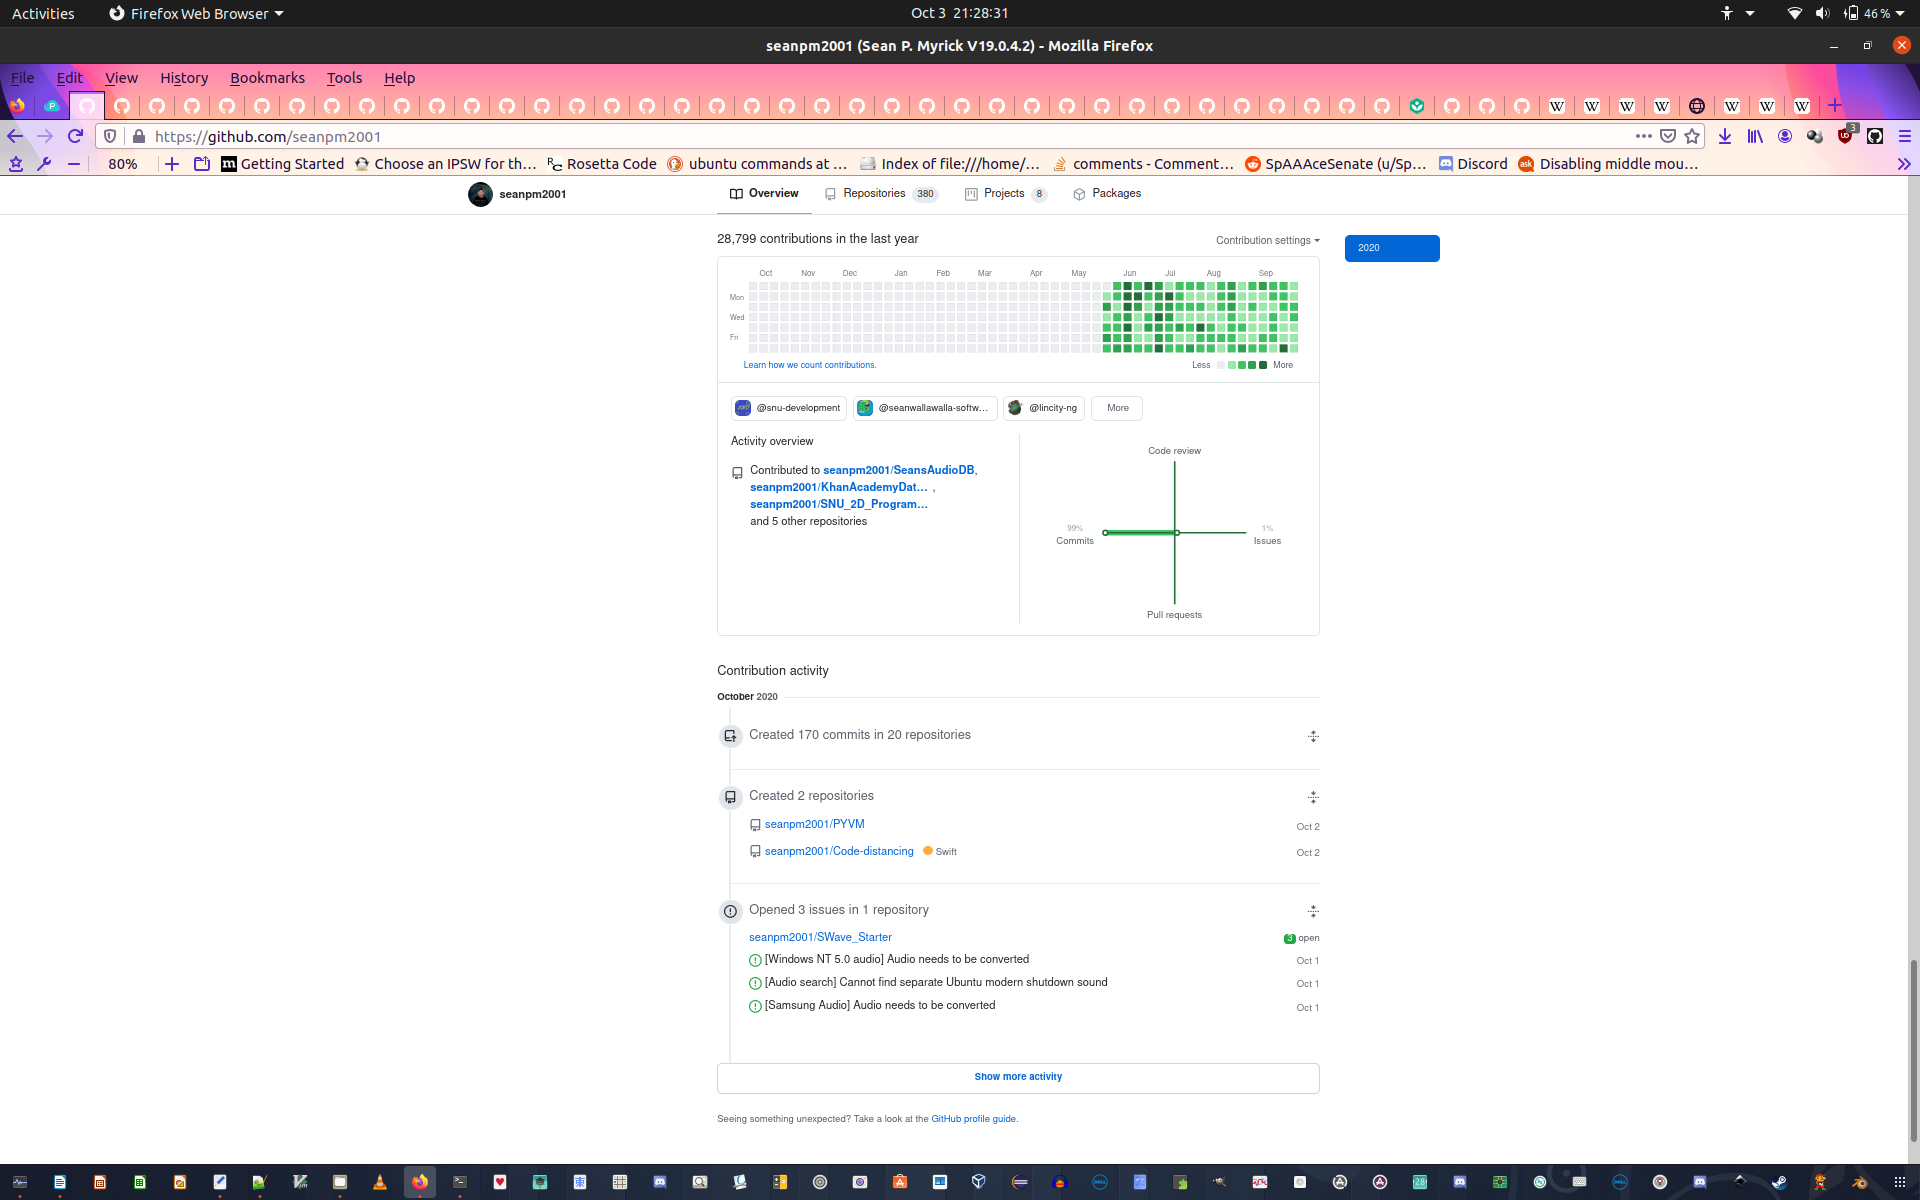 Activities
Firefox Web Browser
Oct 3 21:28:31
46 %
seanpm2001 (Sean P. Myrick V19.0.4.2) - Mozilla Firefox
File Edit View History Bookmarks Tools Help
https://github.com/seanpm2001
3
80%
Getting Started
Choose an IPSW for th…
Rosetta Code
ubuntu commands at …
Index of file:///home/…
comments - Comment…
SpAAAceSenate (u/Sp…
Discord
Disabling middle mou…
seanpm2001
Overview
Repositories 380
Projects 8
Packages
28,799 contributions in the last year
Contribution settings
2020
Oct Nov Dec Jan Feb Mar Apr May Jun Jul Aug Sep
Mon
Wed
Fri
Learn how we count contributions.
Less More
@snu-development
@seanwallawalla-softw…
@lincity-ng
More
Activity overview
Contributed to seanpm2001/SeansAudioDB,
seanpm2001/KhanAcademyDat… ,
seanpm2001/SNU_2D_Program…
and 5 other repositories
Code review
99%
Commits
1%
Issues
Pull requests
Contribution activity
October 2020
Created 170 commits in 20 repositories
Created 2 repositories
seanpm2001/PYVM Oct 2
seanpm2001/Code-distancing Swift Oct 2
Opened 3 issues in 1 repository
seanpm2001/SWave_Starter 3 open
[Windows NT 5.0 audio] Audio needs to be converted Oct 1
[Audio search] Cannot find separate Ubuntu modern shutdown sound Oct 1
[Samsung Audio] Audio needs to be converted Oct 1
Show more activity
Seeing something unexpected? Take a look at the GitHub profile guide.